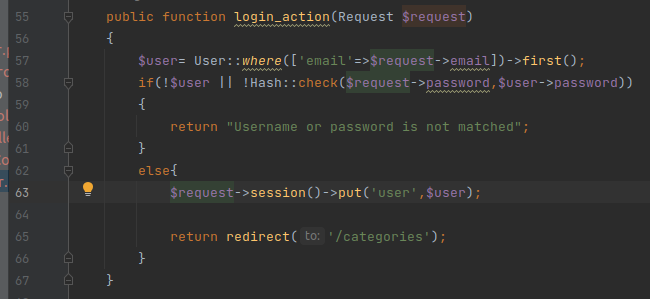 55 public function login_action(Request $request)
56 {
57 $user= User::where(['email'=>$request->email])->first();
58 if(!$user || !Hash::check($request->password,$user->password))
59 {
60 return "Username or password is not matched";
61 }
62 else{
63 $request->session()->put('user',$user);
64
65 return redirect( to: '/categories');
66 }
67 }